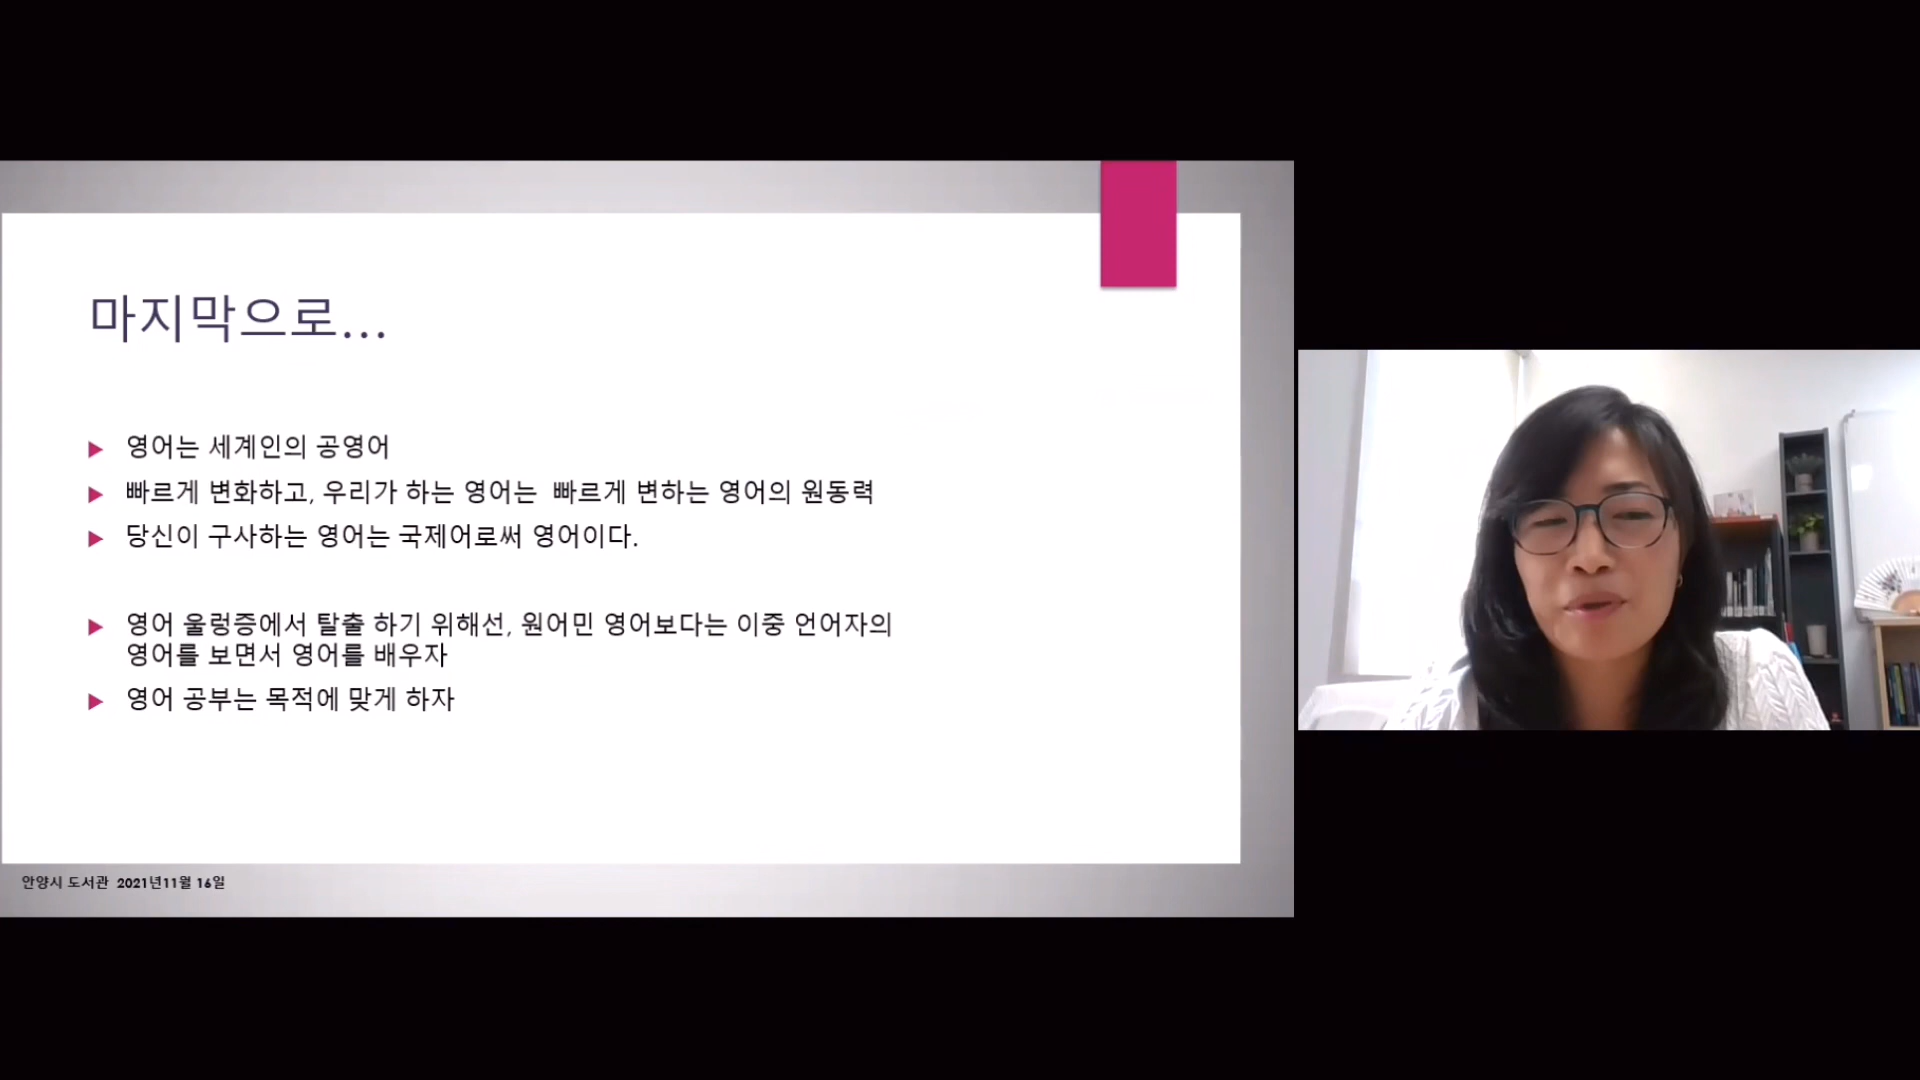 마지막으로...
영어는 세계인의 공영어
빠르게 변화하고, 우리가 하는 영어는 빠르게 변하는 영어의 원동력
당신이 구사하는 영어는 국제어로써 영어이다.
영어 울렁증에서 탈출 하기 위해선, 원어민 영어보다는 이중 언어자의
영어를 보면서 영어를 배우자
영어 공부는 목적에 맞게 하자
안양시 도서관 2021년11월 16일